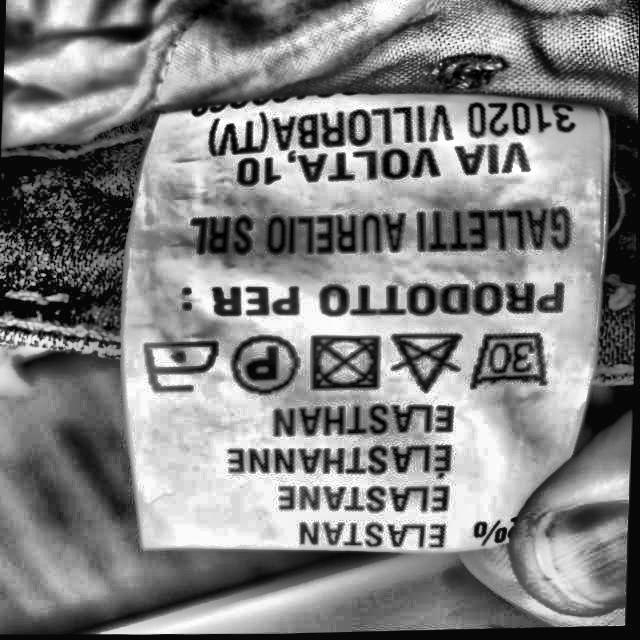 % ELASTAN
ELASTANE
ÉLASTHANNE
ELASTHAN
30 P
PRODOTTO PER :
GALLETTI AURELIO SRL
VIA VOLTA,10
31020 VILLORBA(TV)